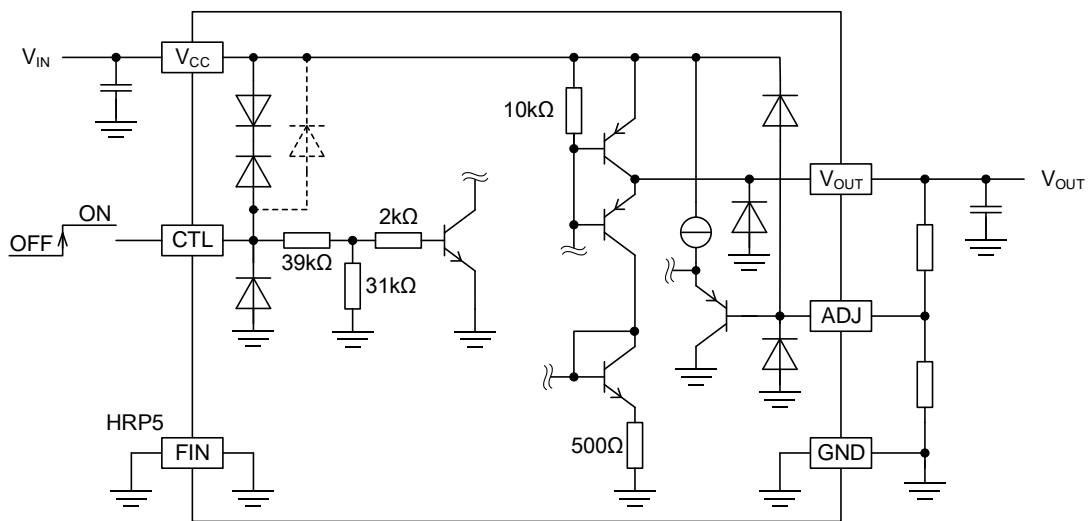 V_IN
V_CC
10kΩ
V_OUT
V_OUT
ON
OFF
CTL
39kΩ
2kΩ
31kΩ
ADJ
HRP5
FIN
500Ω
GND